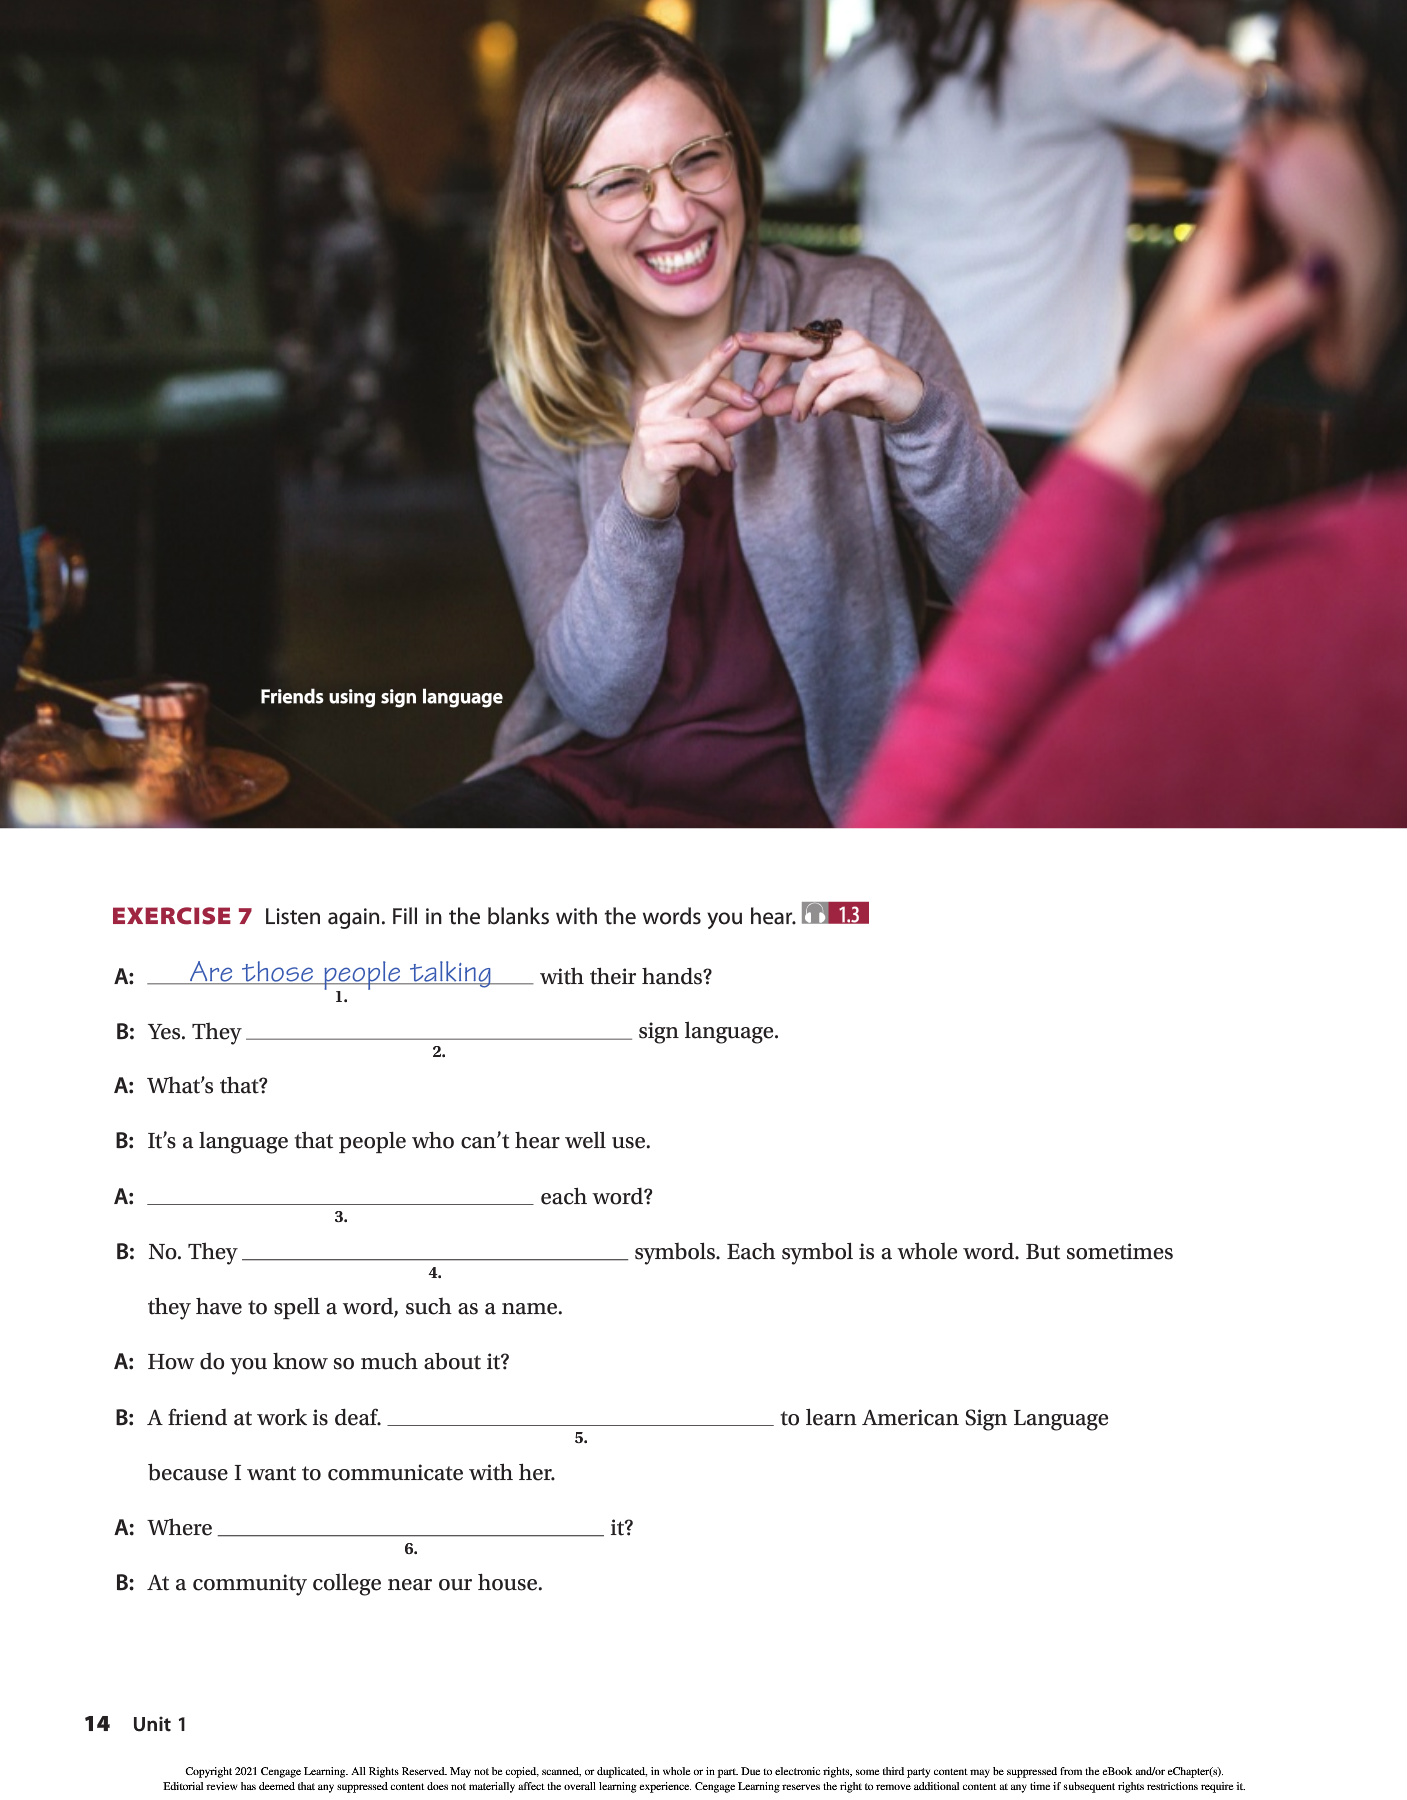 Friends using sign language
EXERCISE 7 Listen again. Fill in the blanks with the words you hear. 1.3
A: Are those people talking with their hands?
1.
B: Yes. They ____ sign language.
2.
A: What's that?
B: It's a language that people who can't hear well use.
A: ____ each word?
3.
B: No. They ____ symbols. Each symbol is a whole word. But sometimes
4.
they have to spell a word, such as a name.
A: How do you know so much about it?
B: A friend at work is deaf. ____ to learn American Sign Language
5.
because I want to communicate with her.
A: Where ____ it?
6.
B: At a community college near our house.
14 Unit 1
Copyright 2021 Cengage Learning. All Rights Reserved. May not be copied, scanned, or duplicated, in whole or in part. Due to electronic rights, some third party content may be suppressed from the eBook and/or eChapter(s).
Editorial review has deemed that any suppressed content does not materially affect the overall learning experience. Cengage Learning reserves the right to remove additional content at any time if subsequent rights restrictions require it.